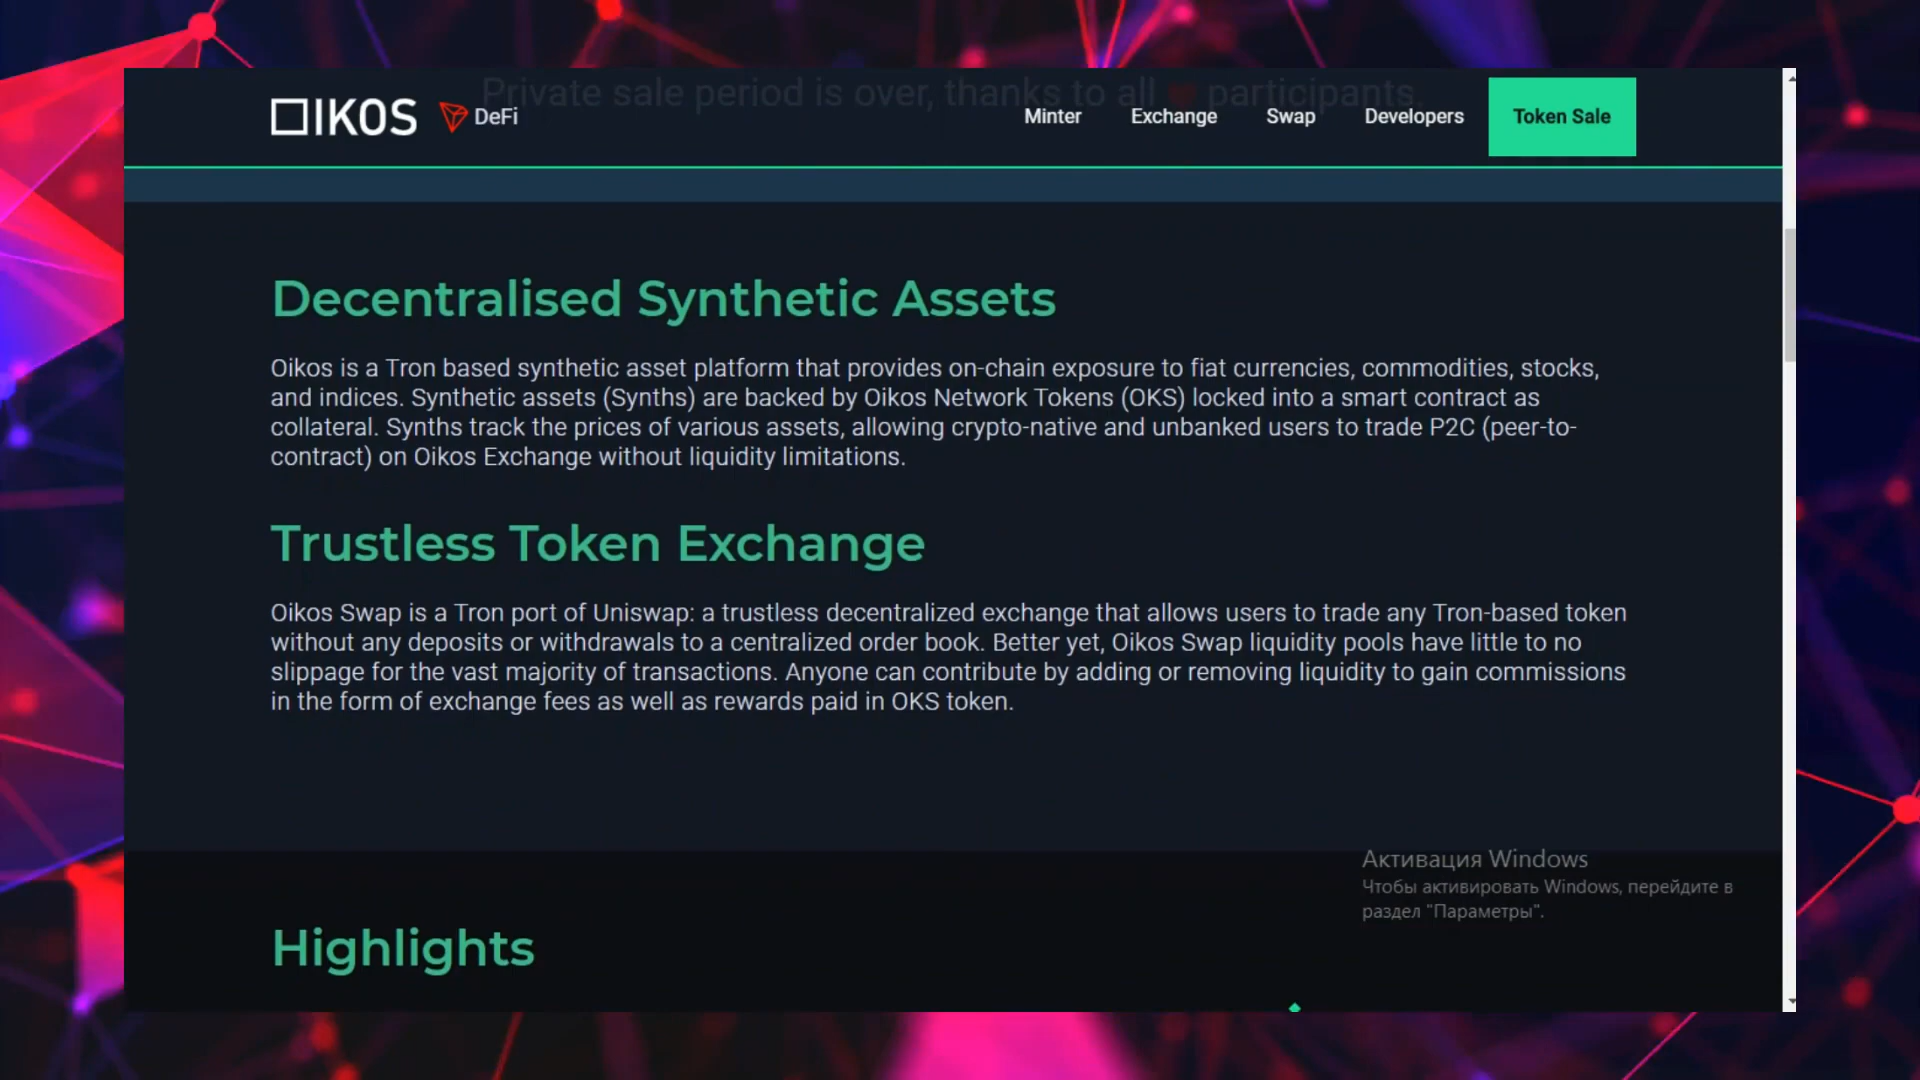 Private sale period is over, thanks to all participants.
OIKOS DeFi
Minter Exchange Swap Developers Token Sale
Decentralised Synthetic Assets
Oikos is a Tron based synthetic asset platform that provides on-chain exposure to fiat currencies, commodities, stocks,
and indices. Synthetic assets (Synths) are backed by Oikos Network Tokens (OKS) locked into a smart contract as
collateral. Synths track the prices of various assets, allowing crypto-native and unbanked users to trade P2C (peer-to-
contract) on Oikos Exchange without liquidity limitations.
Trustless Token Exchange
Oikos Swap is a Tron port of Uniswap: a trustless decentralized exchange that allows users to trade any Tron-based token
without any deposits or withdrawals to a centralized order book. Better yet, Oikos Swap liquidity pools have little to no
slippage for the vast majority of transactions. Anyone can contribute by adding or removing liquidity to gain commissions
in the form of exchange fees as well as rewards paid in OKS token.
Активация Windows
Чтобы активировать Windows, перейдите в
раздел "Параметры".
Highlights